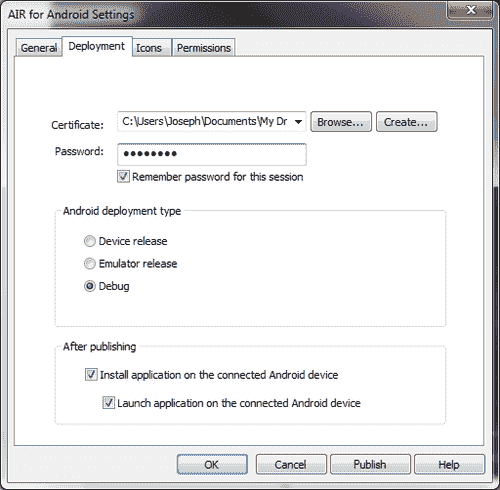 AIR for Android Settings
General Deployment Icons Permissions
Certificate: C:\Users\Joseph\Documents\My Dr Browse... Create...
Password: ••••••••
Remember password for this session
Android deployment type
Device release
Emulator release
Debug
After publishing
Install application on the connected Android device
Launch application on the connected Android device
OK Cancel Publish Help